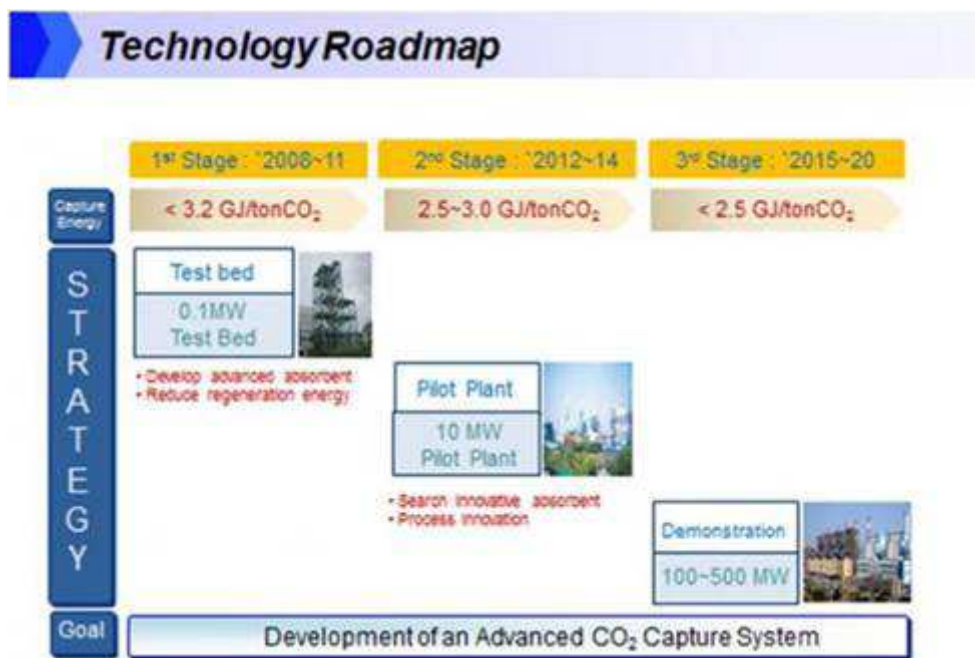 Technology Roadmap
1st Stage : `2008~11
2nd Stage : `2012~14
3rd Stage : `2015~20
Capture
Energy
< 3.2 GJ/tonCO₂
2.5~3.0 GJ/tonCO₂
< 2.5 GJ/tonCO₂
STRATEGY
Test bed
0.1MW
Test Bed
• Develop advanced absorbent
• Reduce regeneration energy
Pilot Plant
10 MW
Pilot Plant
• Search innovative absorbent
• Process innovation
Demonstration
100~500 MW
Goal
Development of an Advanced CO₂ Capture System